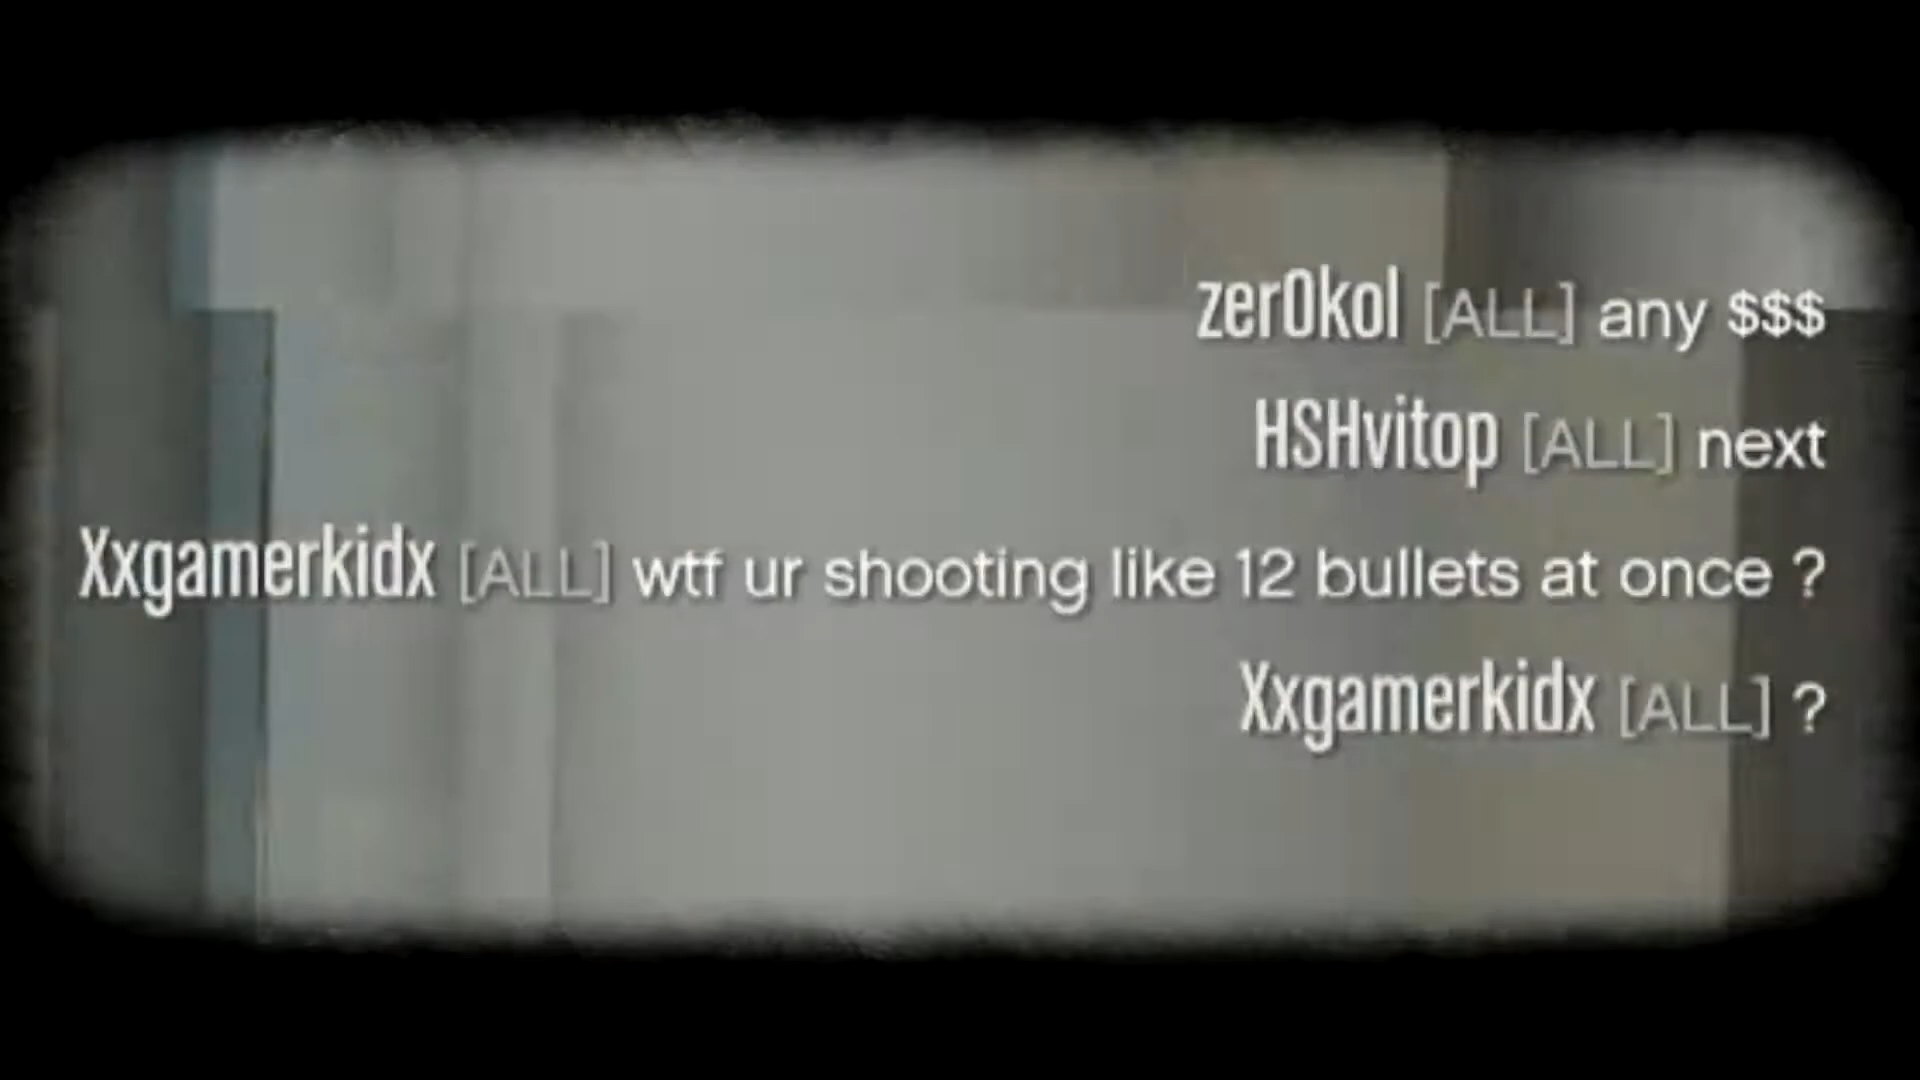 zer0kol [ALL] any $$$
HSHvitop [ALL] next
Xxgamerkidx [ALL] wtf ur shooting like 12 bullets at once ?
Xxgamerkidx [ALL] ?